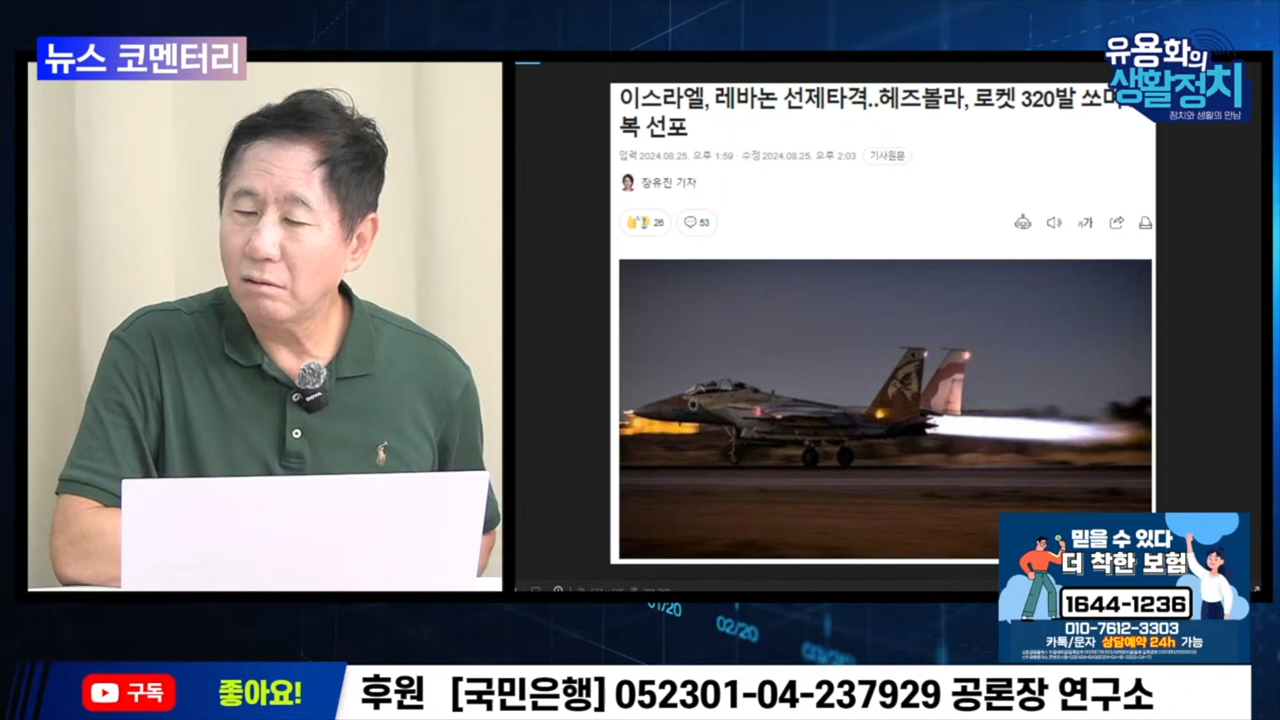 뉴스 코멘터리
유용화의
생활정치
정치와 생활의 만남
이스라엘, 레바논 선제타격..헤즈볼라, 로켓 320발 쏘며
복 선포
입력 2024.08.25. 오후 1:59 · 수정 2024.08.25. 오후 2:03 기사원문
장유진 기자
26 53
가
믿을 수 있다
더 착한 보험
1644-1236
010-7612-3303
카톡/문자 상담예약 24h 가능
01/20
02/20
구독 좋아요!
후원 [국민은행] 052301-04-237929 공론장 연구소